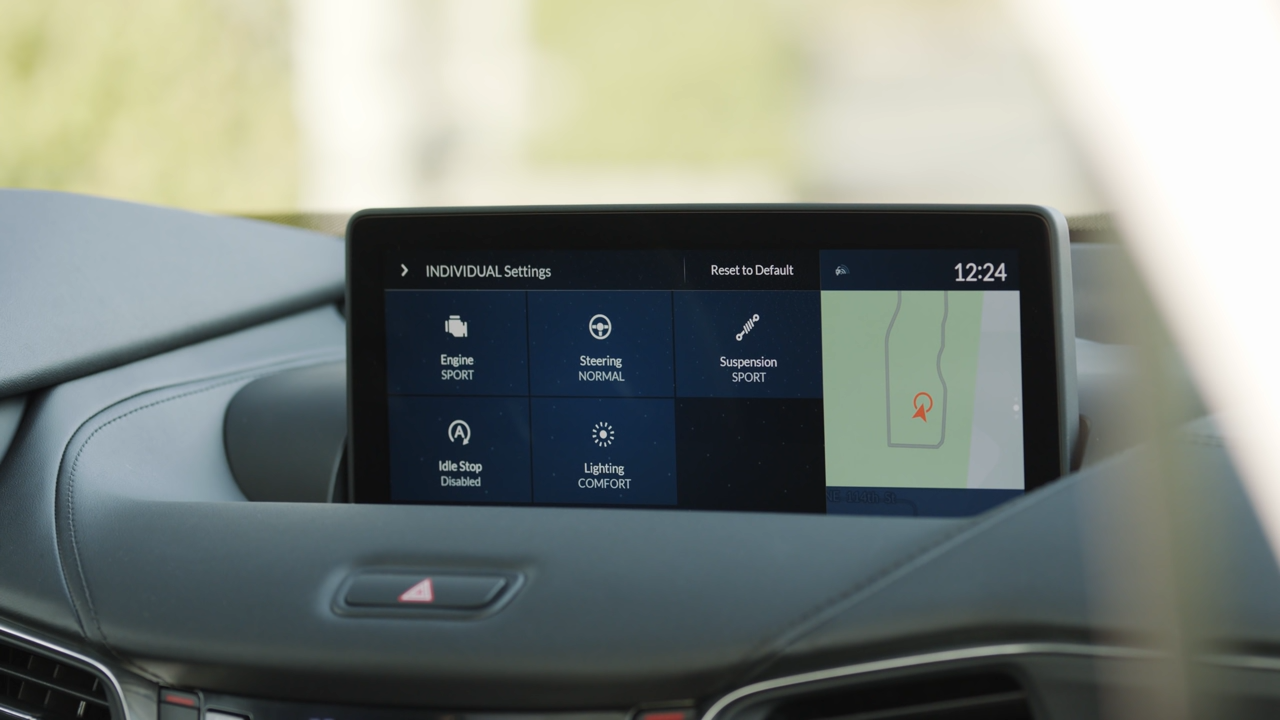 INDIVIDUAL Settings
Reset to Default
12:24
Engine
SPORT
Steering
NORMAL
Suspension
SPORT
Idle Stop
Disabled
Lighting
COMFORT